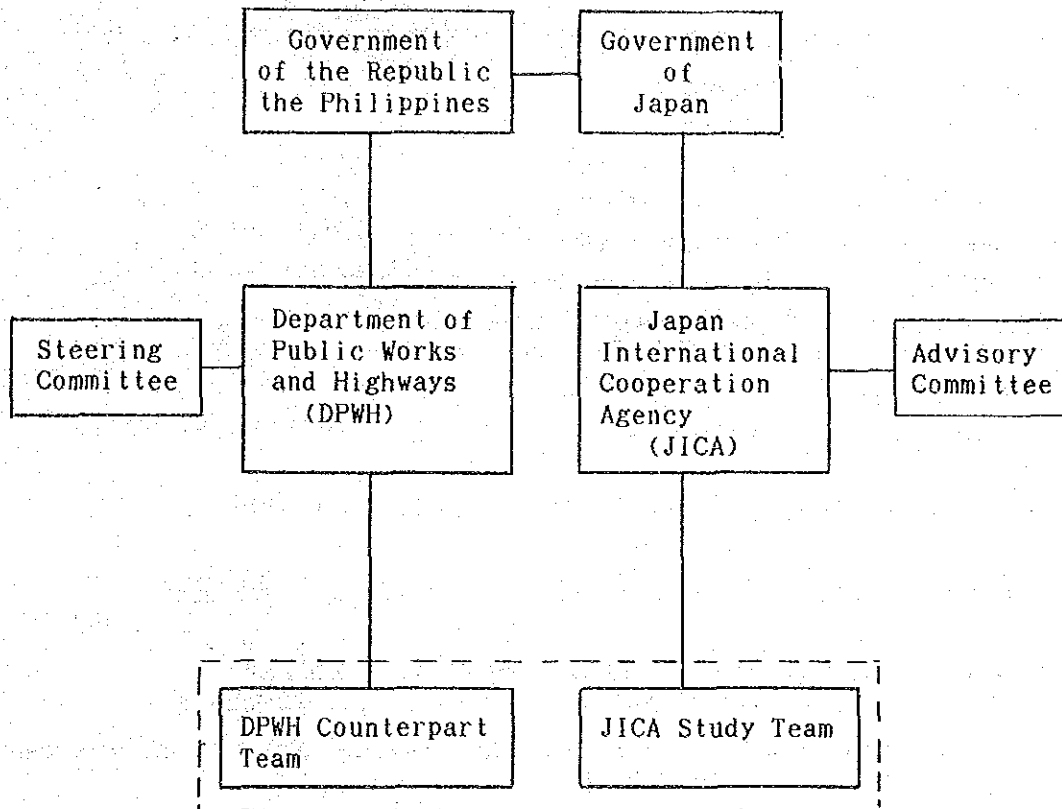 Government
of the Republic
the Philippines
Government
of
Japan
Steering
Committee
Department of
Public Works
and Highways
(DPWH)
Japan
International
Cooperation
Agency
(JICA)
Advisory
Committee
DPWH Counterpart
Team
JICA Study Team